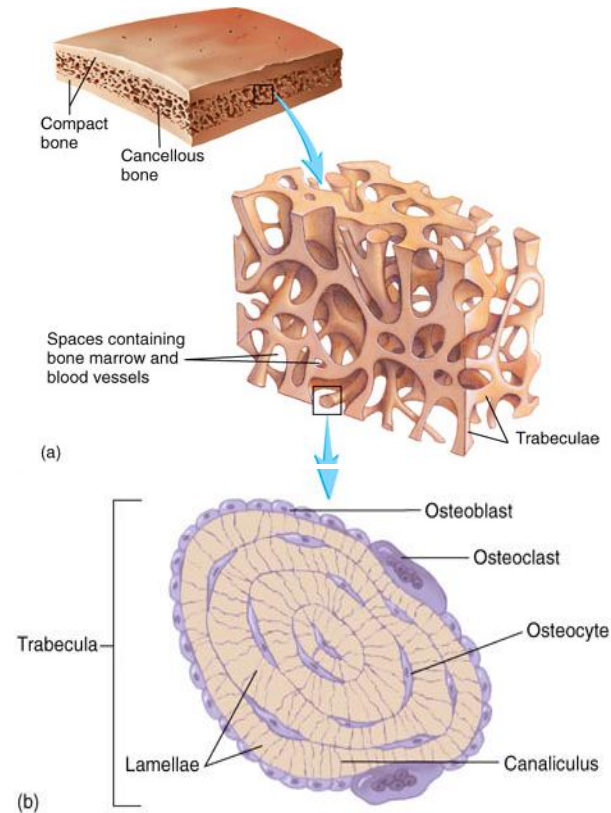 Compact
bone
Cancellous
bone
Spaces containing
bone marrow and
blood vessels
Trabeculae
(a)
Osteoblast
Osteoclast
Osteocyte
Trabecula
Lamellae
Canaliculus
(b)